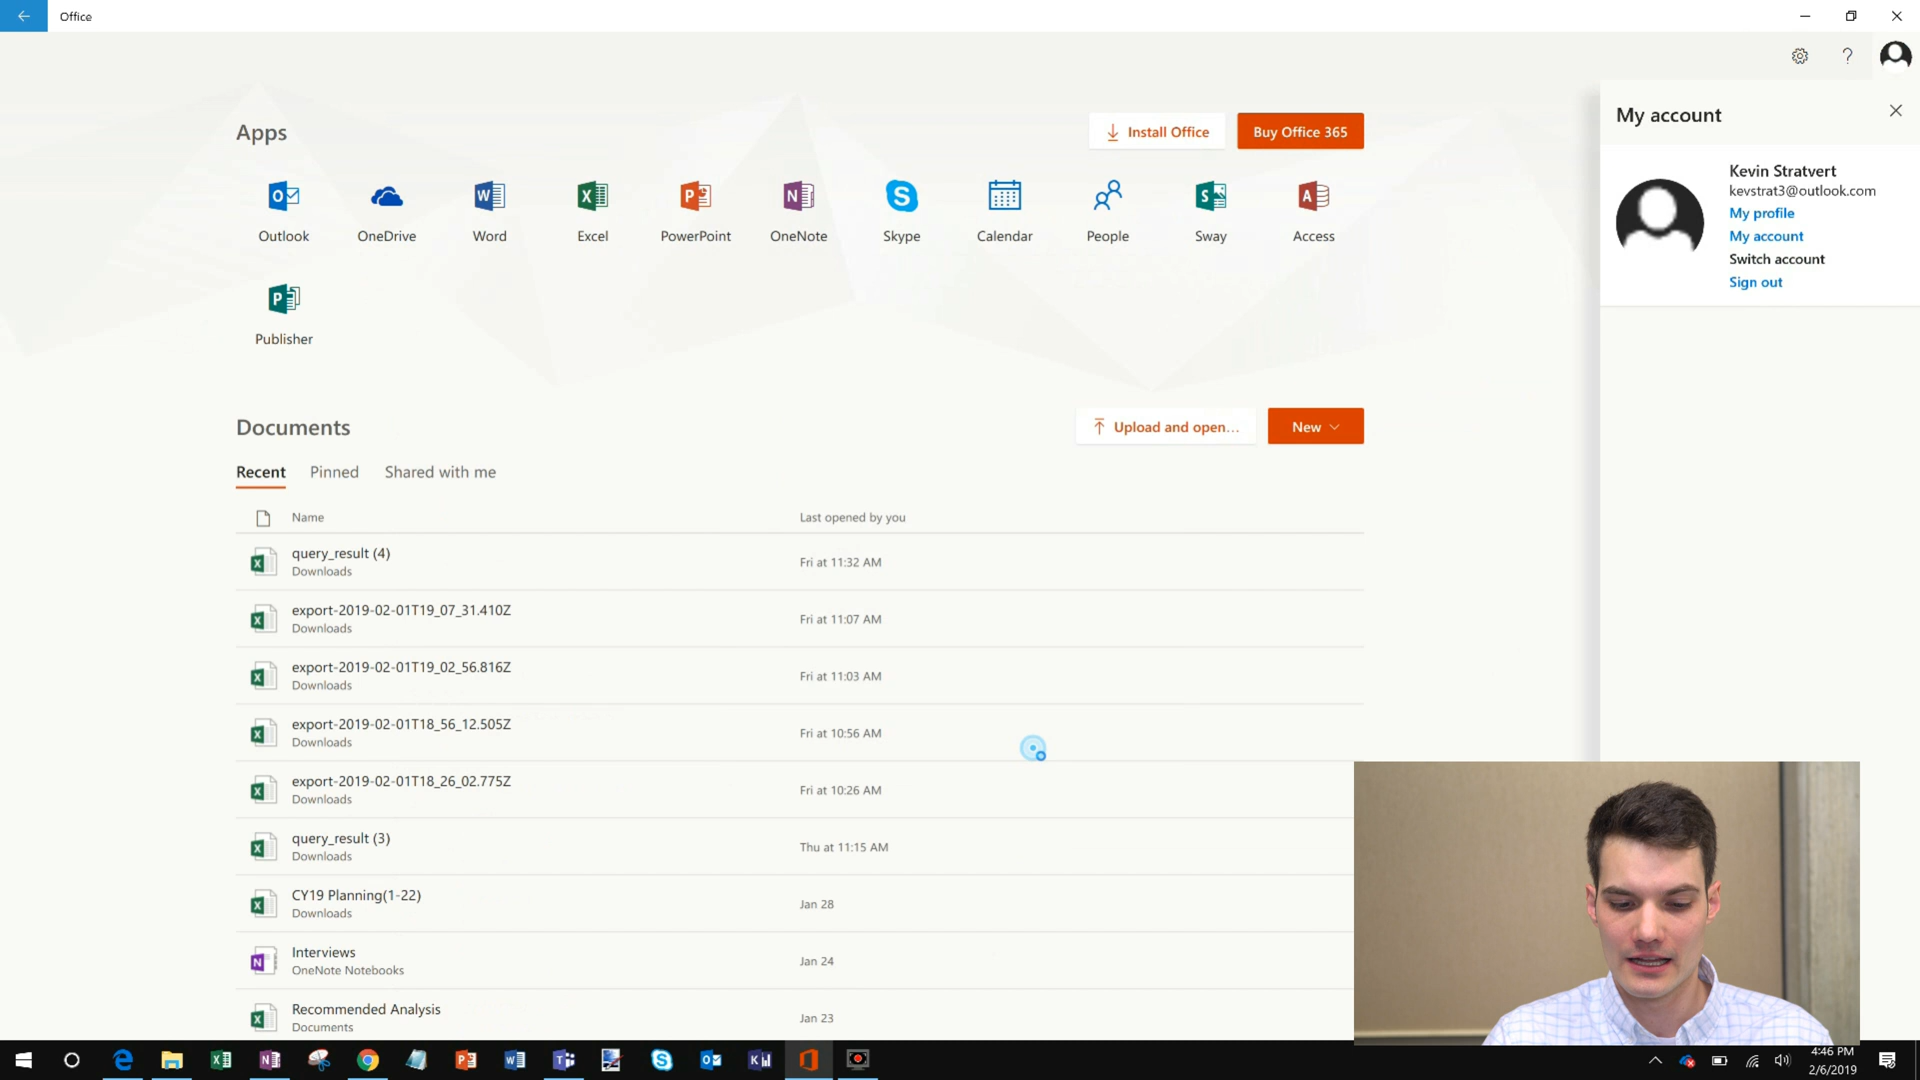 Office
My account
Kevin Stratvert
kevstrat3@outlook.com
My profile
My account
Switch account
Sign out
Apps
Install Office
Buy Office 365
Outlook
OneDrive
Word
Excel
PowerPoint
OneNote
Skype
Calendar
People
Sway
Access
Publisher
Documents
Upload and open...
New
Recent
Pinned
Shared with me
Name
Last opened by you
query_result (4)
Downloads
Fri at 11:32 AM
export-2019-02-01T19_07_31.410Z
Downloads
Fri at 11:07 AM
export-2019-02-01T19_02_56.816Z
Downloads
Fri at 11:03 AM
export-2019-02-01T18_56_12.505Z
Downloads
Fri at 10:56 AM
export-2019-02-01T18_26_02.775Z
Downloads
Fri at 10:26 AM
query_result (3)
Downloads
Thu at 11:15 AM
CY19 Planning(1-22)
Downloads
Jan 28
Interviews
OneNote Notebooks
Jan 24
Recommended Analysis
Documents
Jan 23
4:46 PM
2/6/2019